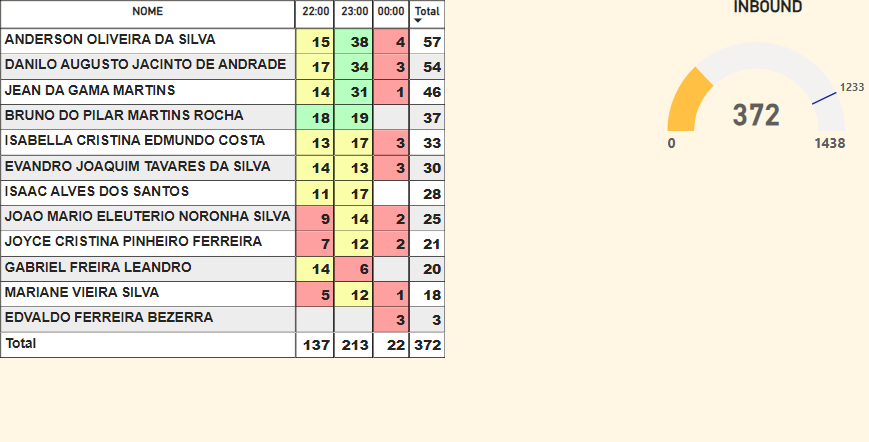 NOME 22:00 23:00 00:00 Total
ANDERSON OLIVEIRA DA SILVA 15 38 4 57
DANILO AUGUSTO JACINTO DE ANDRADE 17 34 3 54
JEAN DA GAMA MARTINS 14 31 1 46
BRUNO DO PILAR MARTINS ROCHA 18 19 37
ISABELLA CRISTINA EDMUNDO COSTA 13 17 3 33
EVANDRO JOAQUIM TAVARES DA SILVA 14 13 3 30
ISAAC ALVES DOS SANTOS 11 17 28
JOAO MARIO ELEUTERIO NORONHA SILVA 9 14 2 25
JOYCE CRISTINA PINHEIRO FERREIRA 7 12 2 21
GABRIEL FREIRA LEANDRO 14 6 20
MARIANE VIEIRA SILVA 5 12 1 18
EDVALDO FERREIRA BEZERRA 3 3
Total 137 213 22 372
INBOUND
1233
372
0 1438